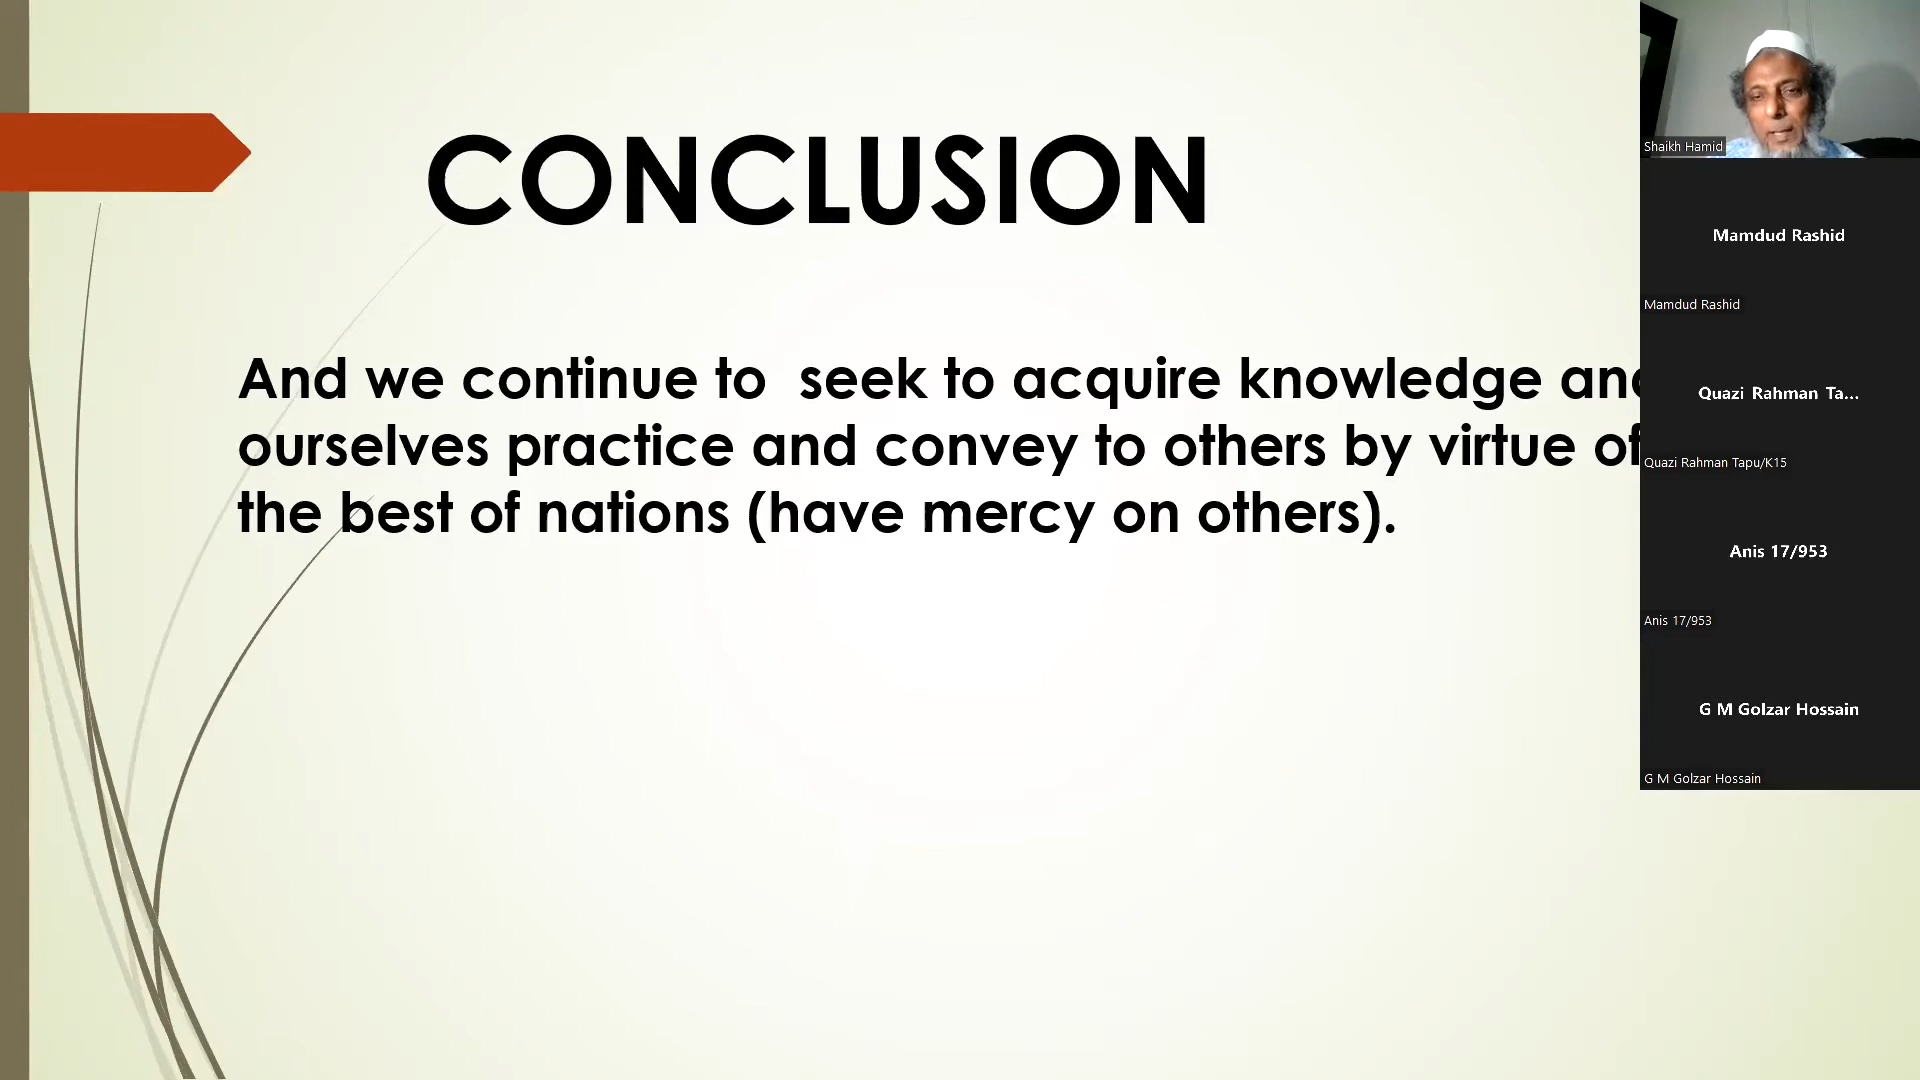 CONCLUSION
And we continue to seek to acquire knowledge and
ourselves practice and convey to others by virtue of
the best of nations (have mercy on others).
Shaikh Hamid
Mamdud Rashid
Mamdud Rashid
Quazi Rahman Ta...
Quazi Rahman Tapu/K15
Anis 17/953
Anis 17/953
G M Golzar Hossain
G M Golzar Hossain